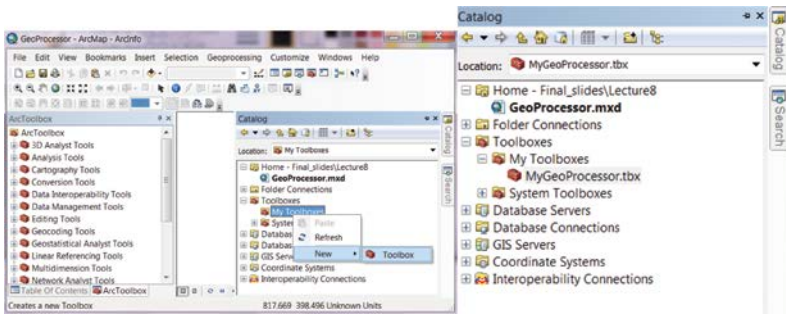 GeoProcessor - ArcMap - ArcInfo
File Edit View Bookmarks Insert Selection Geoprocessing Customize Windows Help
ArcToolbox
ArcToolbox
3D Analyst Tools
Analysis Tools
Cartography Tools
Conversion Tools
Data Interoperability Tools
Data Management Tools
Editing Tools
Geocoding Tools
Geostatistical Analyst Tools
Linear Referencing Tools
Multidimension Tools
Network Analyst Tools
Table Of Contents ArcToolbox
Creates a new Toolbox
817.669 398.496 Unknown Units
Catalog
Location: My Toolboxes
Home - Final_slides\Lecture8
GeoProcessor.mxd
Folder Connections
Toolboxes
My Toolboxes
Syster
Databas
Databas
GIS Serv
Coordinate Systems
Interoperability Connections
Paste
Refresh
New
Toolbox
Catalog
Search
Catalog
Location: MyGeoProcessor.tbx
Home - Final_slides\Lecture8
GeoProcessor.mxd
Folder Connections
Toolboxes
My Toolboxes
MyGeoProcessor.tbx
System Toolboxes
Database Servers
Database Connections
GIS Servers
Coordinate Systems
Interoperability Connections
Catalog
Search